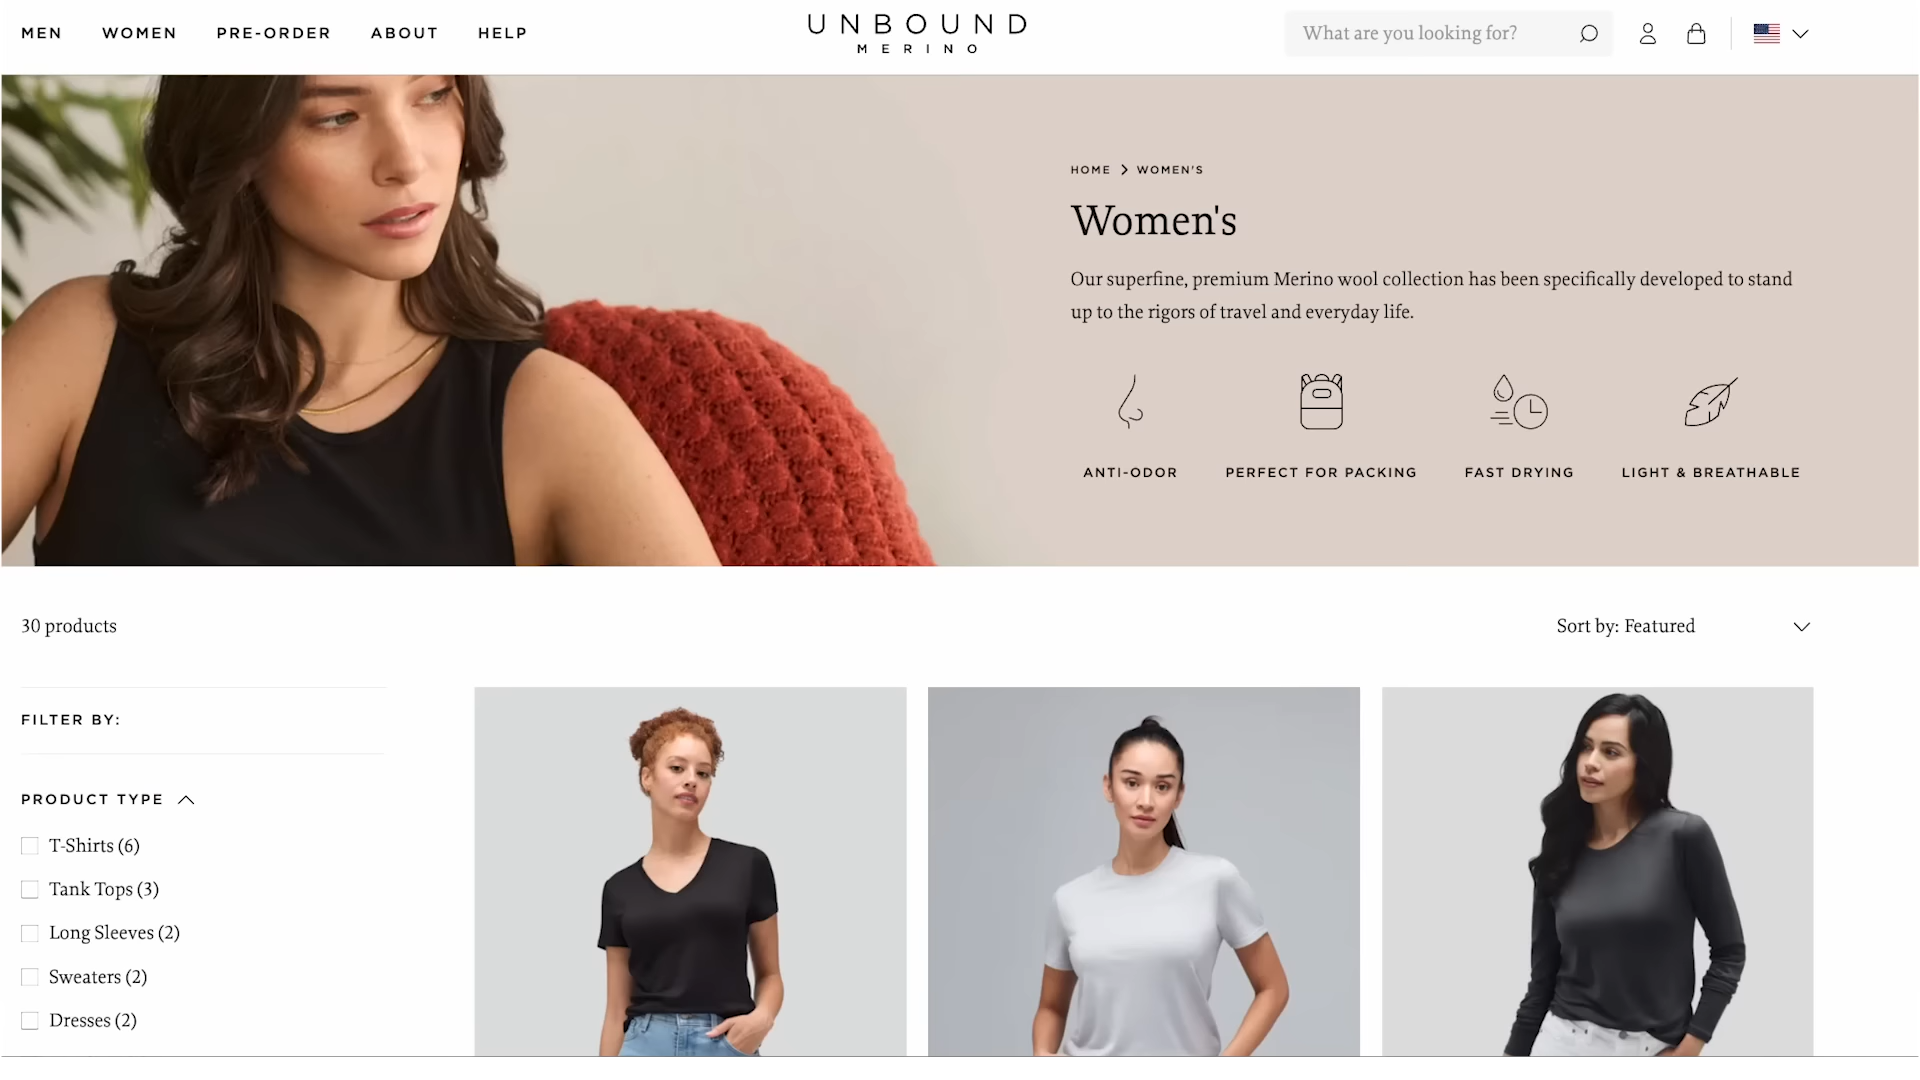 MEN WOMEN PRE-ORDER ABOUT HELP
UNBOUND
MERINO
What are you looking for?
HOME > WOMEN'S
Women's
Our superfine, premium Merino wool collection has been specifically developed to stand
up to the rigors of travel and everyday life.
ANTI-ODOR PERFECT FOR PACKING FAST DRYING LIGHT & BREATHABLE
30 products
Sort by: Featured
FILTER BY:
PRODUCT TYPE
T-Shirts (6)
Tank Tops (3)
Long Sleeves (2)
Sweaters (2)
Dresses (2)